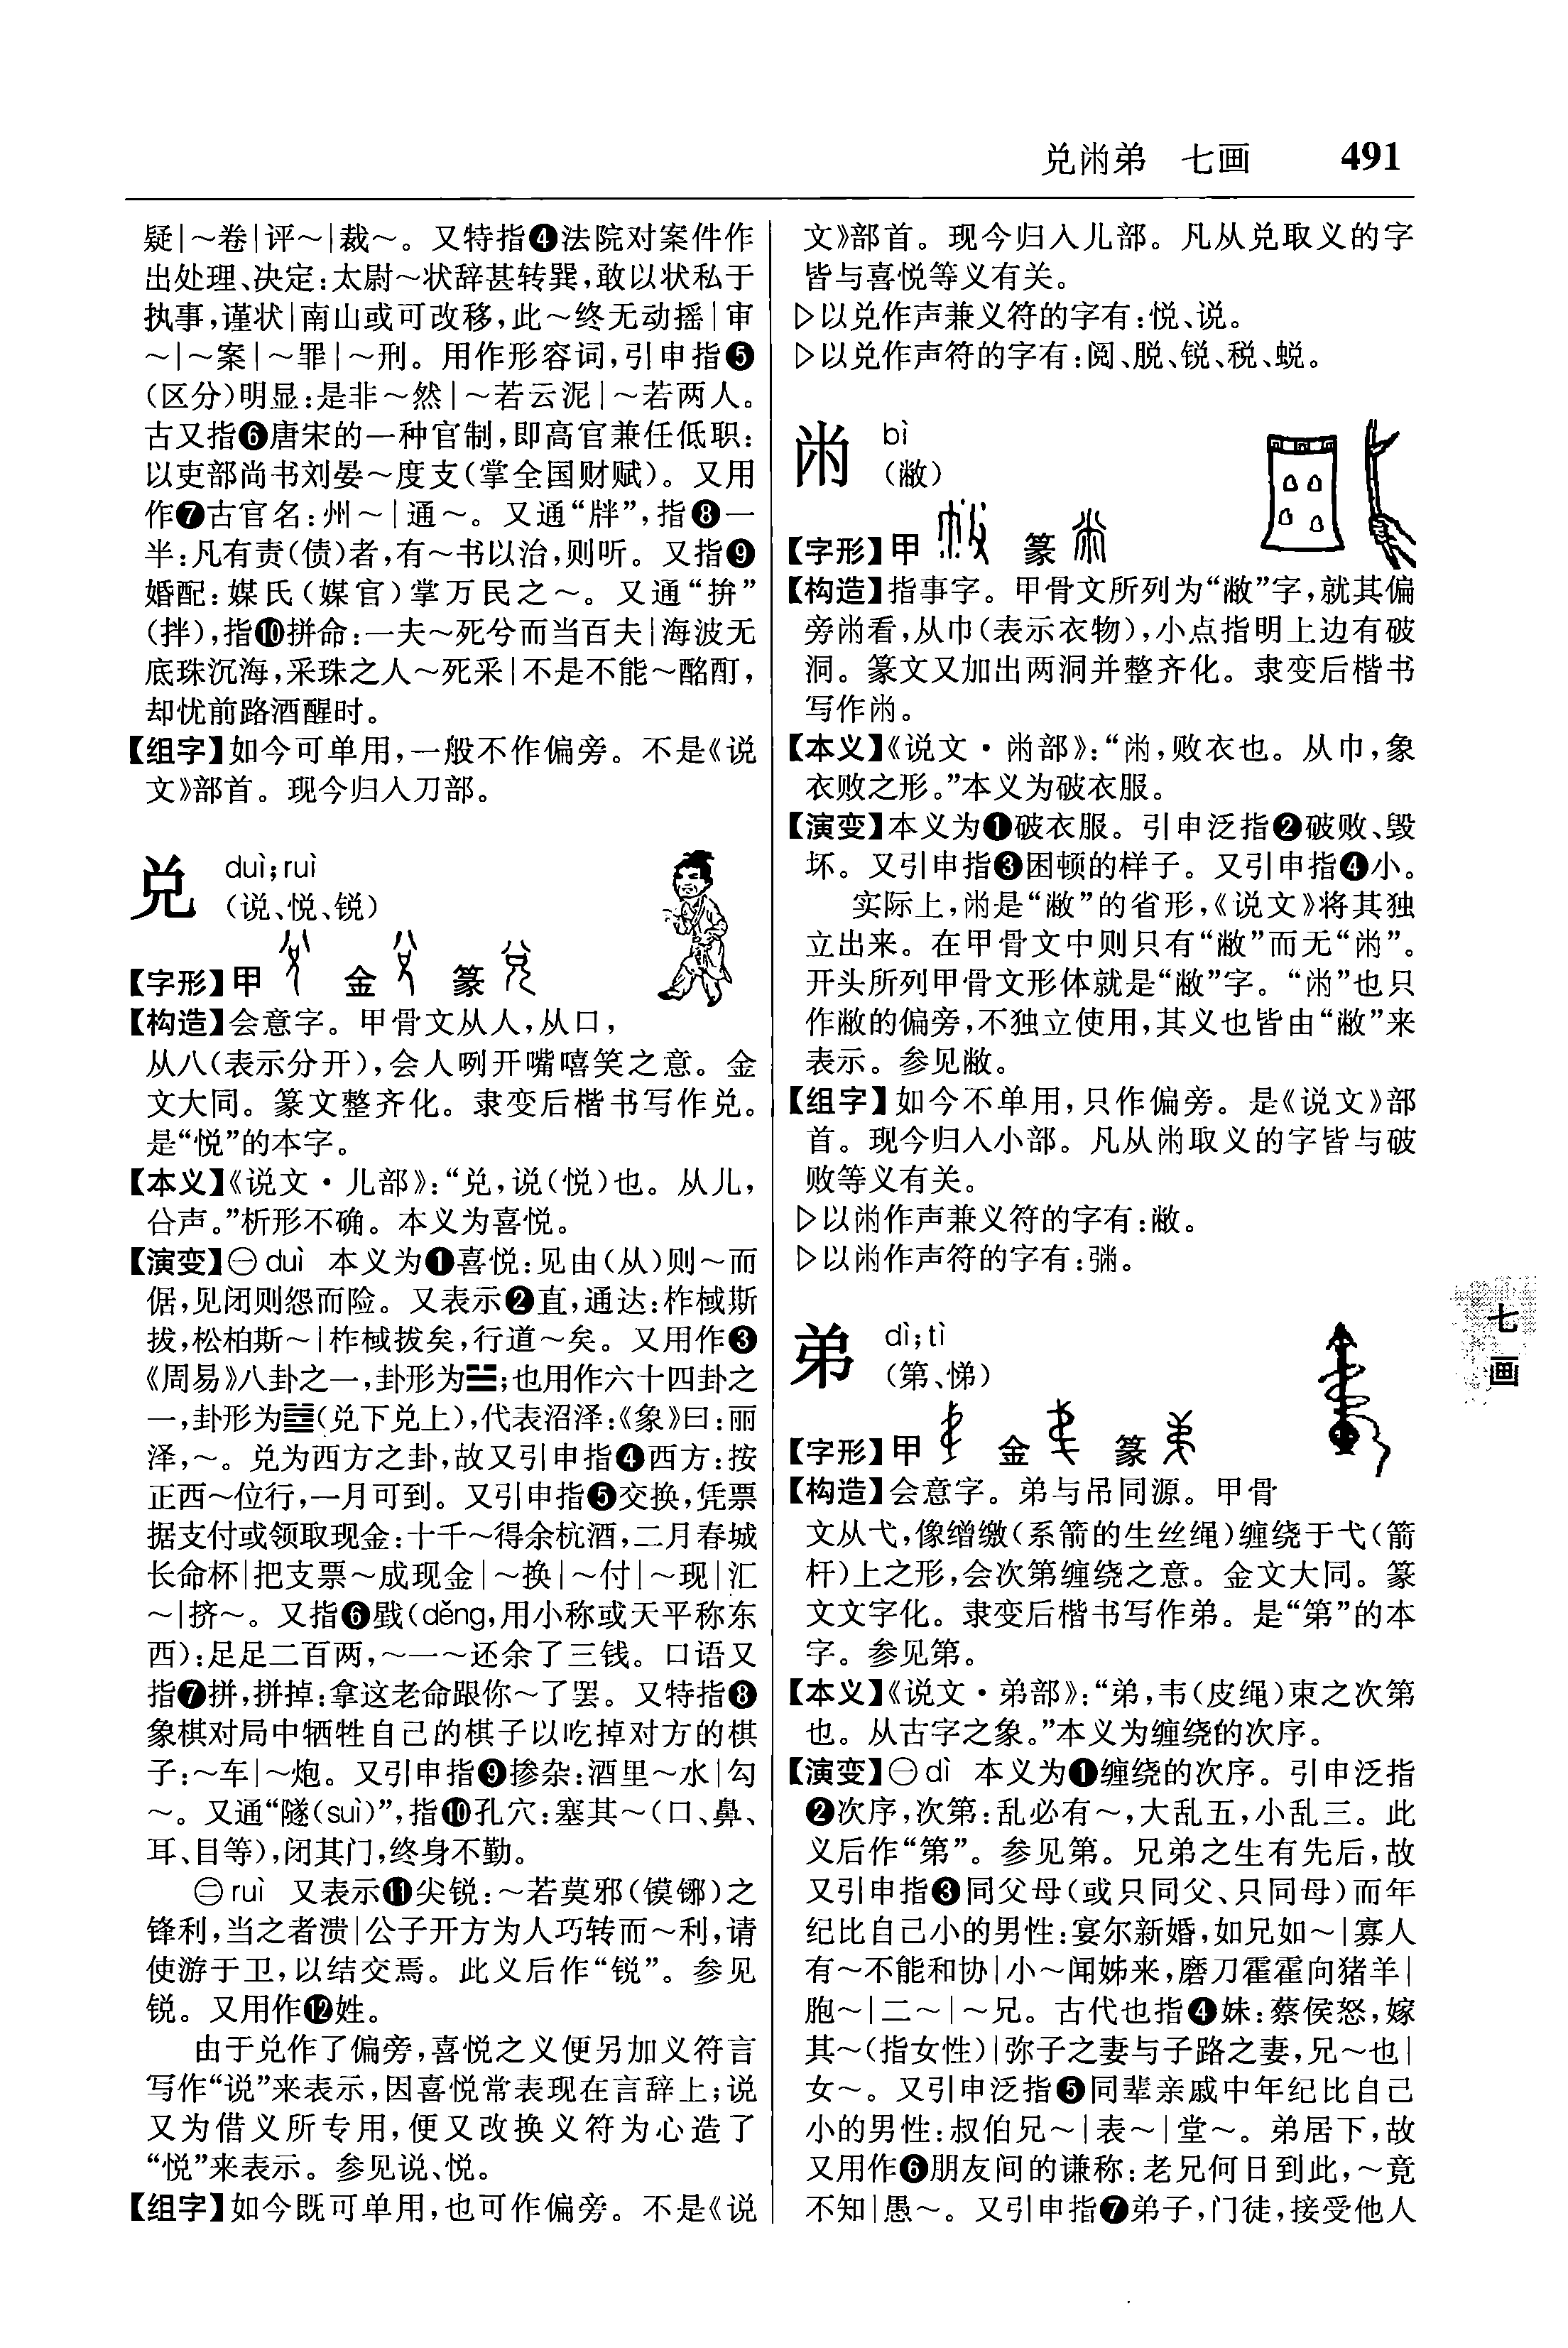 兑㡀弟　七画　491
疑|～卷|评～|裁～。又特指❹法院对案件作
出处理、决定：太尉～状辞甚转巽，敢以状私于
执事，谨状|南山或可改移，此～终无动摇|审
～|～案|～罪|～刑。用作形容词，引申指❺
（区分）明显：是非～然|～若云泥|～若两人。
古又指❻唐宋的一种官制，即高官兼任低职：
以吏部尚书刘晏～度支（掌全国财赋）。又用
作❼古官名：州～|通～。又通“牉”，指❽一
半：凡有责（债）者，有～书以治，则听。又指❾
婚配：媒氏（媒官）掌万民之～。又通“拚”
（拌），指❿拼命：一夫～死兮而当百夫|海波无
底珠沉海，采珠之人～死采|不是不能～酩酊，
却忧前路酒醒时。
【组字】如今可单用，一般不作偏旁。不是《说
文》部首。现今归入刀部。
兑　duì；ruì
（说、悦、锐）
【字形】甲　金　篆
【构造】会意字。甲骨文从人，从口，
从八（表示分开），会人咧开嘴嘻笑之意。金
文大同。篆文整齐化。隶变后楷书写作兑。
是“悦”的本字。
【本义】《说文·儿部》：“兑，说（悦）也。从儿，
㕣声。”析形不确。本义为喜悦。
【演变】㊀duì　本义为❶喜悦：见由（从）则～而
倨，见闭则怨而险。又表示❷直，通达：柞棫斯
拔，松柏斯～|柞棫拔矣，行道～矣。又用作❸
《周易》八卦之一，卦形为☱；也用作六十四卦之
一，卦形为䷹（兑下兑上），代表沼泽：《象》曰：丽
泽，～。兑为西方之卦，故又引申指❹西方：按
正西～位行，一月可到。又引申指❺交换，凭票
据支付或领取现金：十千～得余杭酒，二月春城
长命杯|把支票～成现金|～换|～付|～现|汇
～|挤～。又指❻戥（děng，用小称或天平称东
西）：足足二百两，～一～还余了三钱。口语又
指❼拼，拼掉：拿这老命跟你～了罢。又特指❽
象棋对局中牺牲自己的棋子以吃掉对方的棋
子：～车|～炮。又引申指❾掺杂：酒里～水|勾
～。又通“隧（suì）”，指❿孔穴：塞其～（口、鼻、
耳、目等），闭其门，终身不勤。
㊁ruì　又表示⓫尖锐：～若莫邪（镆铘）之
锋利，当之者溃|公子开方为人巧转而～利，请
使游于卫，以结交焉。此义后作“锐”。参见
锐。又用作⓬姓。
由于兑作了偏旁，喜悦之义便另加义符言
写作“说”来表示，因喜悦常表现在言辞上；说
又为借义所专用，便又改换义符为心造了
“悦”来表示。参见说、悦。
【组字】如今既可单用，也可作偏旁。不是《说
文》部首。现今归入儿部。凡从兑取义的字
皆与喜悦等义有关。
▷以兑作声兼义符的字有：悦、说。
▷以兑作声符的字有：阅、脱、锐、税、蜕。
㡀　bì
（敝）
【字形】甲　篆
【构造】指事字。甲骨文所列为“敝”字，就其偏
旁㡀看，从巾（表示衣物），小点指明上边有破
洞。篆文又加出两洞并整齐化。隶变后楷书
写作㡀。
【本义】《说文·㡀部》：“㡀，败衣也。从巾，象
衣败之形。”本义为破衣服。
【演变】本义为❶破衣服。引申泛指❷破败、毁
坏。又引申指❸困顿的样子。又引申指❹小。
实际上，㡀是“敝”的省形，《说文》将其独
立出来。在甲骨文中则只有“敝”而无“㡀”。
开头所列甲骨文形体就是“敝”字。“㡀”也只
作敝的偏旁，不独立使用，其义也皆由“敝”来
表示。参见敝。
【组字】如今不单用，只作偏旁。是《说文》部
首。现今归入小部。凡从㡀取义的字皆与破
败等义有关。
▷以㡀作声兼义符的字有：敝。
▷以㡀作声符的字有：。
弟　dì；tì
（第、悌）
【字形】甲　金　篆
【构造】会意字。弟与吊同源。甲骨
文从弋，像缯缴（系箭的生丝绳）缠绕于弋（箭
杆）上之形，会次第缠绕之意。金文大同。篆
文文字化。隶变后楷书写作弟。是“第”的本
字。参见第。
【本义】《说文·弟部》：“弟，韦（皮绳）束之次第
也。从古字之象。”本义为缠绕的次序。
【演变】㊀dì　本义为❶缠绕的次序。引申泛指
❷次序，次第：乱必有～，大乱五，小乱三。此
义后作“第”。参见第。兄弟之生有先后，故
又引申指❸同父母（或只同父、只同母）而年
纪比自己小的男性：宴尔新婚，如兄如～|寡人
有～不能和协|小～闻姊来，磨刀霍霍向猪羊|
胞～|二～|～兄。古代也指❹妹：蔡侯怒，嫁
其～（指女性）|弥子之妻与子路之妻，兄～也|
女～。又引申泛指❺同辈亲戚中年纪比自己
小的男性：叔伯兄～|表～|堂～。弟居下，故
又用作❻朋友间的谦称：老兄何日到此，～竟
不知|愚～。又引申指❼弟子，门徒，接受他人
七
画